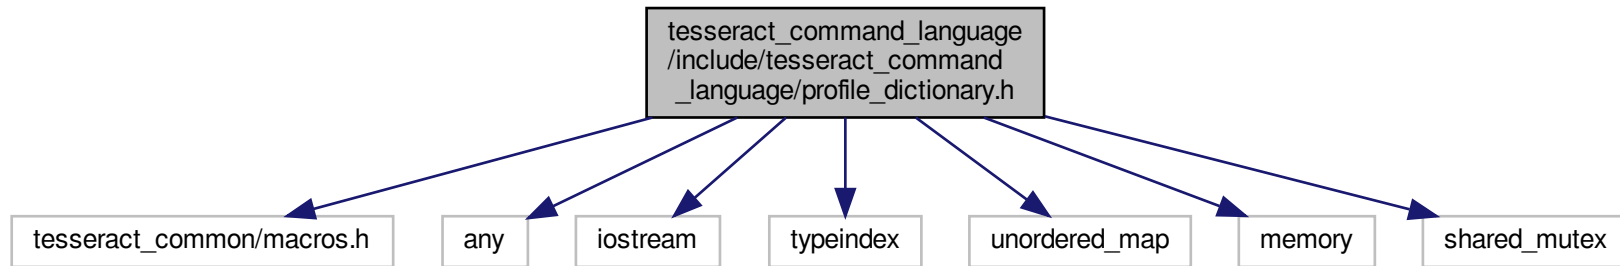 tesseract_command_language
/include/tesseract_command
_language/profile_dictionary.h
tesseract_common/macros.h
any
iostream
typeindex
unordered_map
memory
shared_mutex